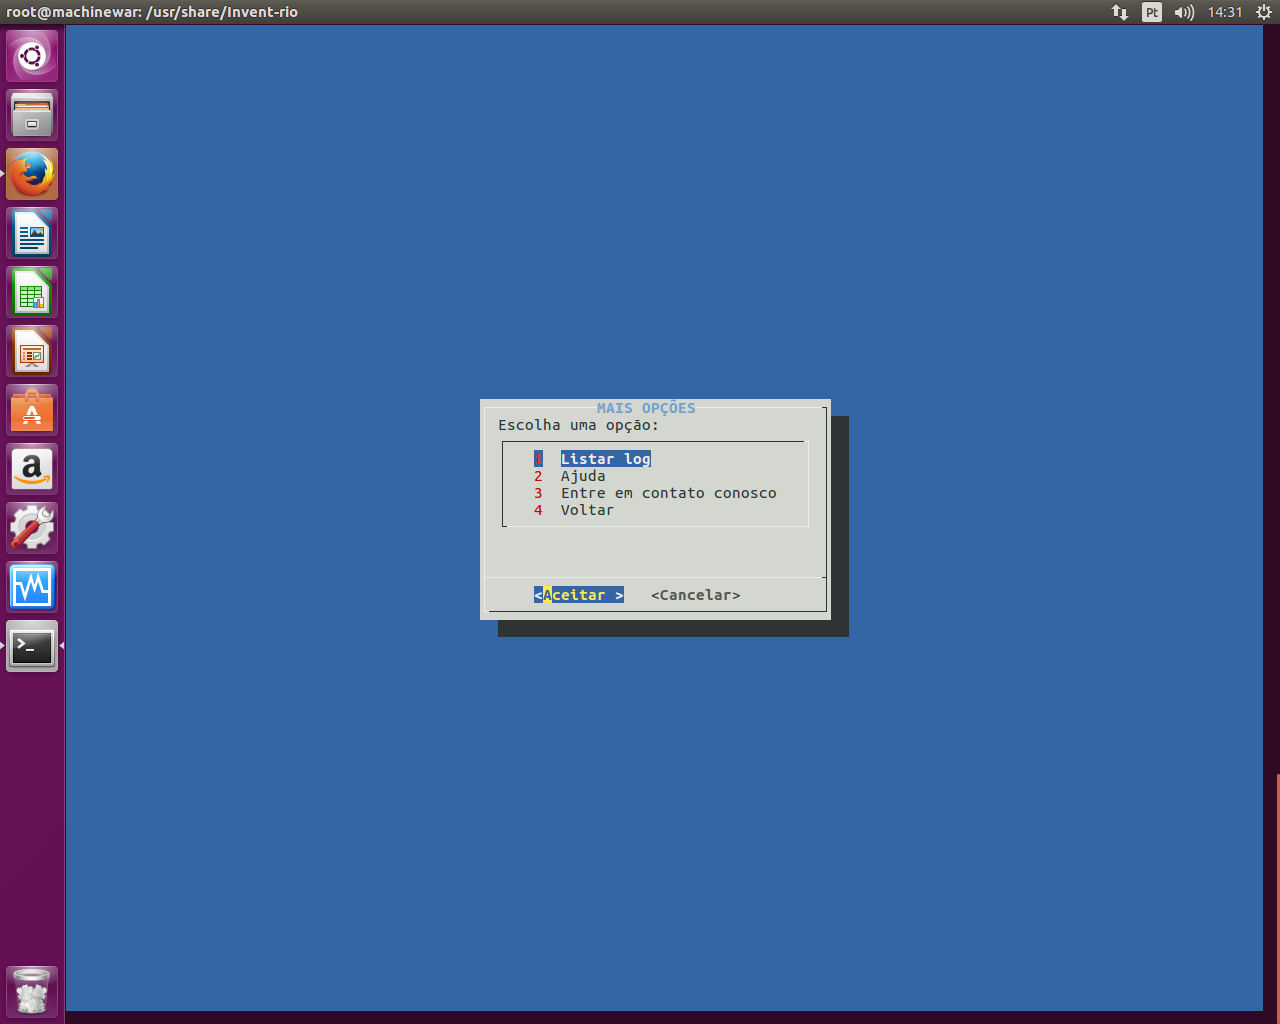 root@machinewar: /usr/share/Invent-rio
Pt
14:31
MAIS OPÇÕES
Escolha uma opção:
1 Listar log
2 Ajuda
3 Entre em contato conosco
4 Voltar
<Aceitar > <Cancelar>